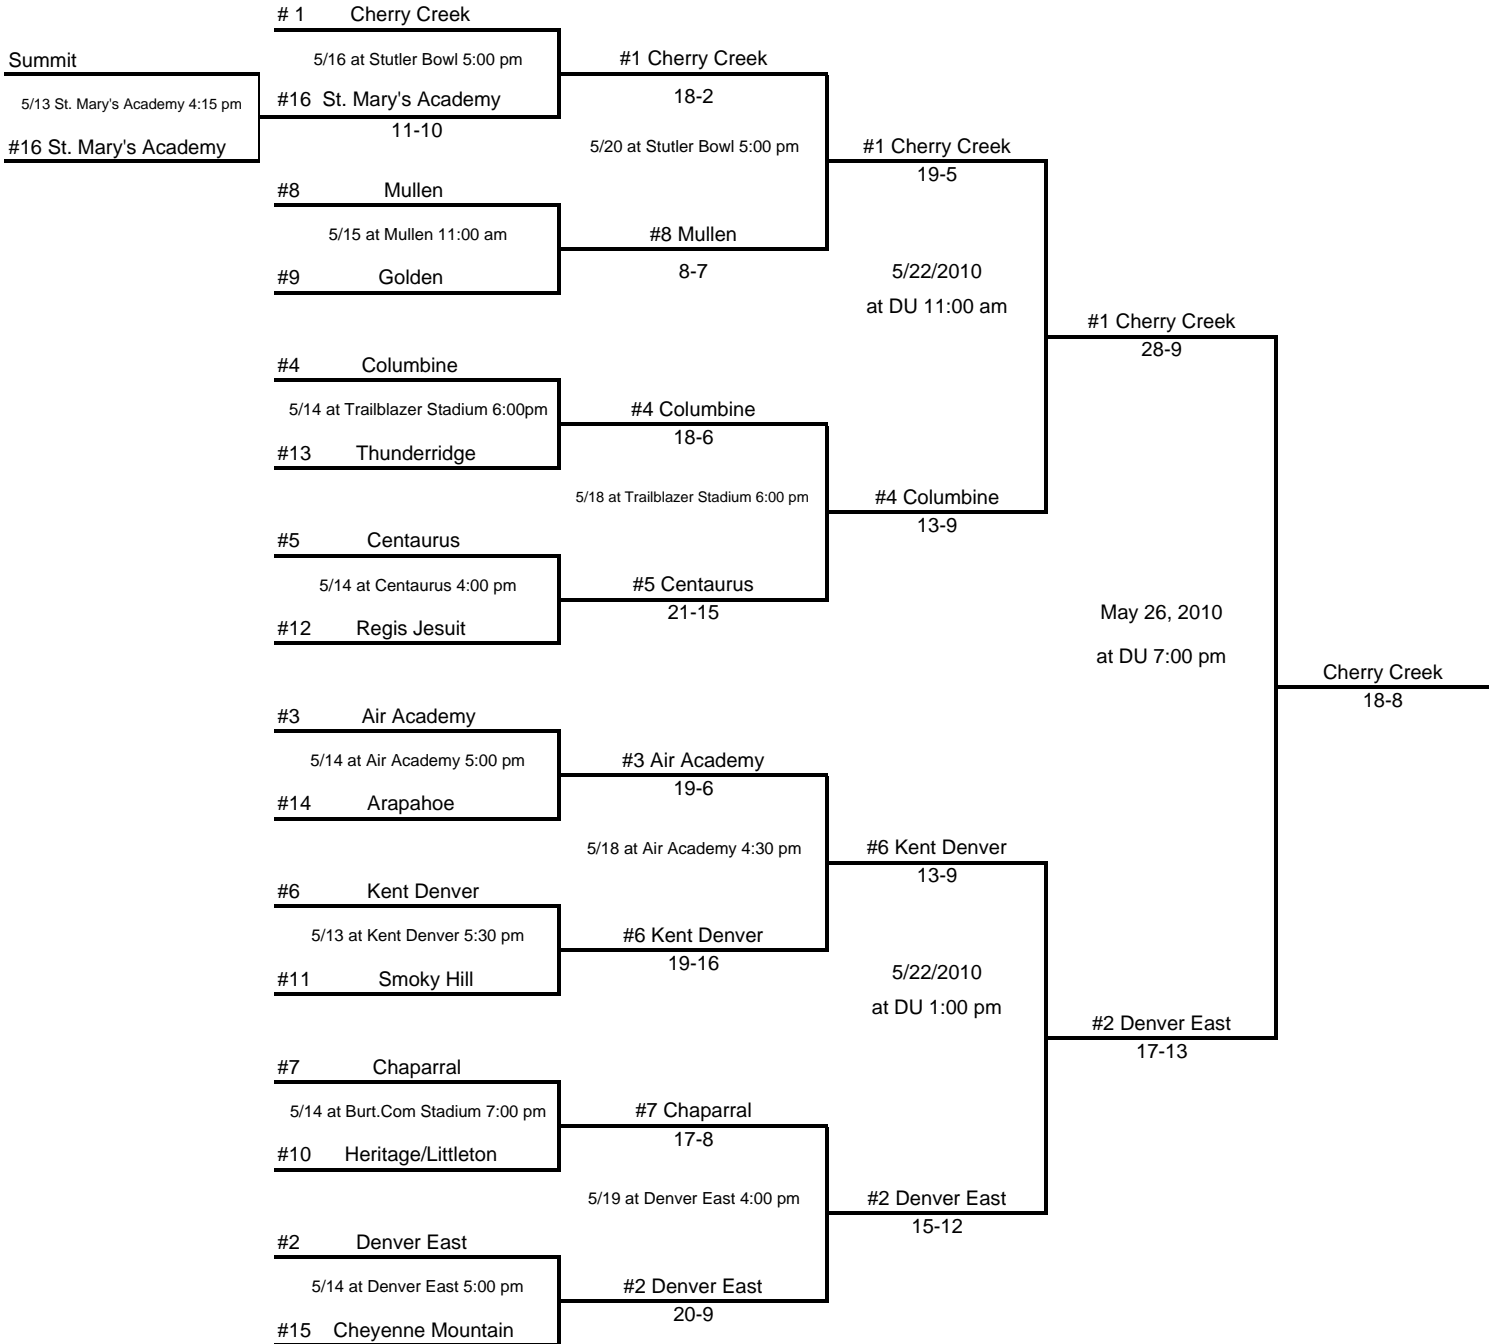 Summit
5/13 St. Mary's Academy 4:15 pm
#16 St. Mary's Academy
# 1 Cherry Creek
5/16 at Stutler Bowl 5:00 pm
#16 St. Mary's Academy
11-10
#8 Mullen
5/15 at Mullen 11:00 am
#9 Golden
#4 Columbine
5/14 at Trailblazer Stadium 6:00pm
#13 Thunderridge
#5 Centaurus
5/14 at Centaurus 4:00 pm
#12 Regis Jesuit
#3 Air Academy
5/14 at Air Academy 5:00 pm
#14 Arapahoe
#6 Kent Denver
5/13 at Kent Denver 5:30 pm
#11 Smoky Hill
#7 Chaparral
5/14 at Burt.Com Stadium 7:00 pm
#10 Heritage/Littleton
#2 Denver East
5/14 at Denver East 5:00 pm
#15 Cheyenne Mountain
#1 Cherry Creek
18-2
5/20 at Stutler Bowl 5:00 pm
#8 Mullen
8-7
#4 Columbine
18-6
5/18 at Trailblazer Stadium 6:00 pm
#5 Centaurus
21-15
#3 Air Academy
19-6
5/18 at Air Academy 4:30 pm
#6 Kent Denver
19-16
#7 Chaparral
17-8
5/19 at Denver East 4:00 pm
#2 Denver East
20-9
#1 Cherry Creek
19-5
5/22/2010
at DU 11:00 am
#4 Columbine
13-9
#6 Kent Denver
13-9
5/22/2010
at DU 1:00 pm
#2 Denver East
15-12
#1 Cherry Creek
28-9
May 26, 2010
at DU 7:00 pm
#2 Denver East
17-13
Cherry Creek
18-8